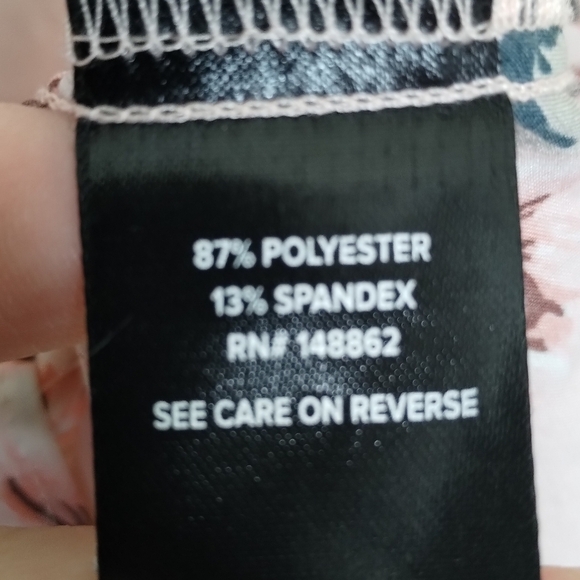 87% POLYESTER
13% SPANDEX
RN# 148862
SEE CARE ON REVERSE